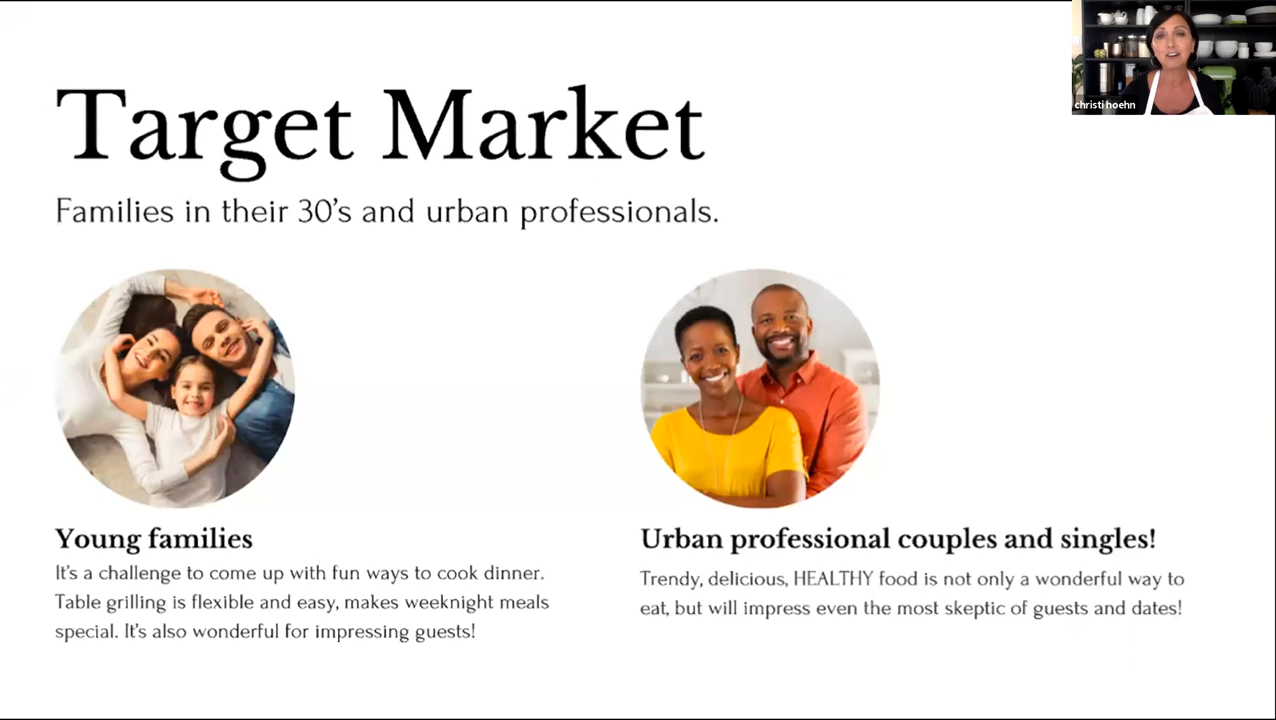 christi hoehn
Target Market
Families in their 30's and urban professionals.
Young families
It's a challenge to come up with fun ways to cook dinner.
Table grilling is flexible and easy, makes weeknight meals
special. It's also wonderful for impressing guests!
Urban professional couples and singles!
Trendy, delicious, HEALTHY food is not only a wonderful way to
eat, but will impress even the most skeptic of guests and dates!